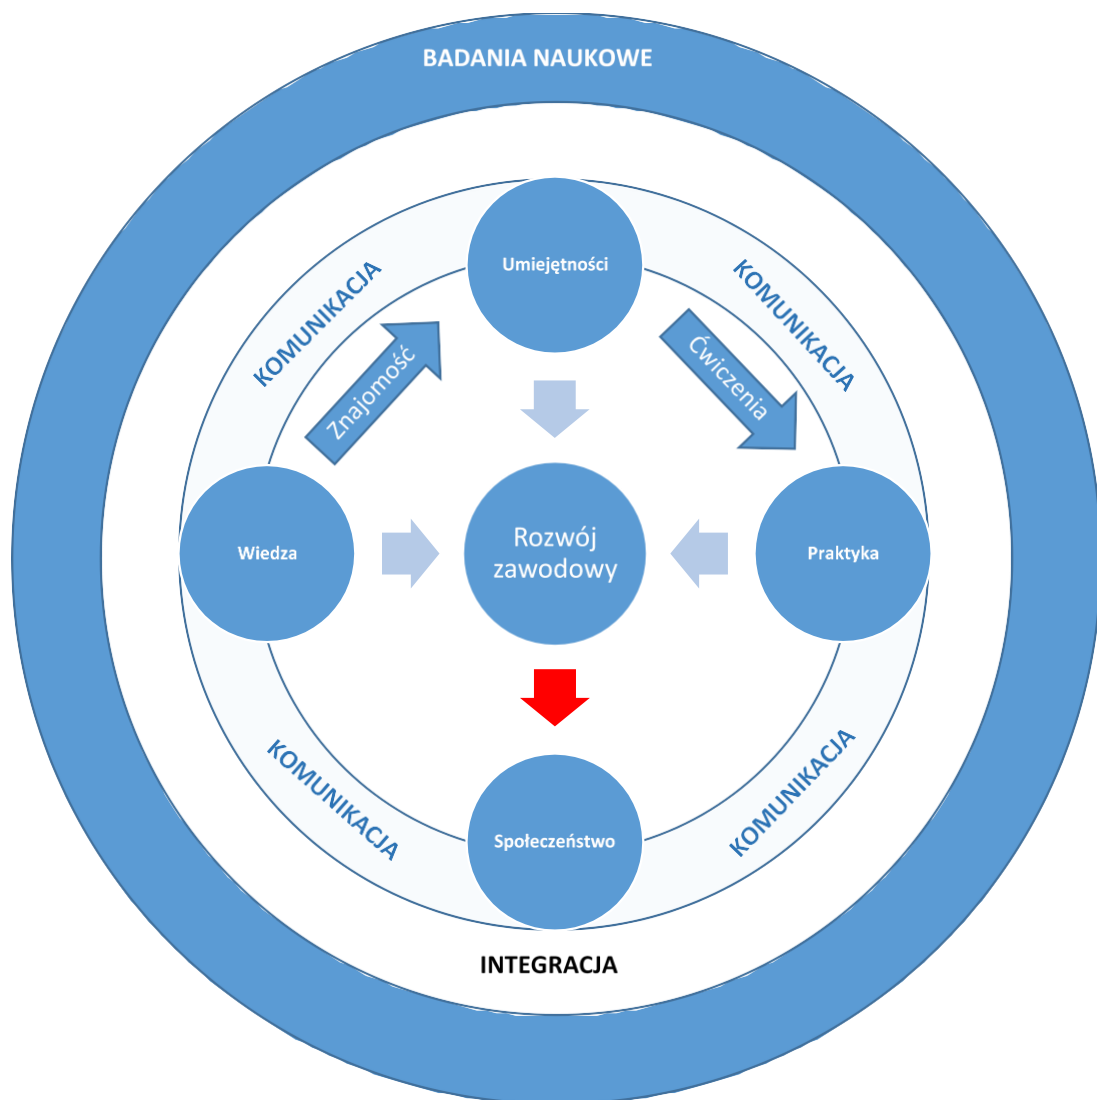 BADANIA NAUKOWE
Umiejętności
KOMUNIKACJA
KOMUNIKACJA
Znajomość
Ćwiczenia
Wiedza
Rozwój
zawodowy
Praktyka
KOMUNIKACJA
KOMUNIKACJA
Społeczeństwo
INTEGRACJA